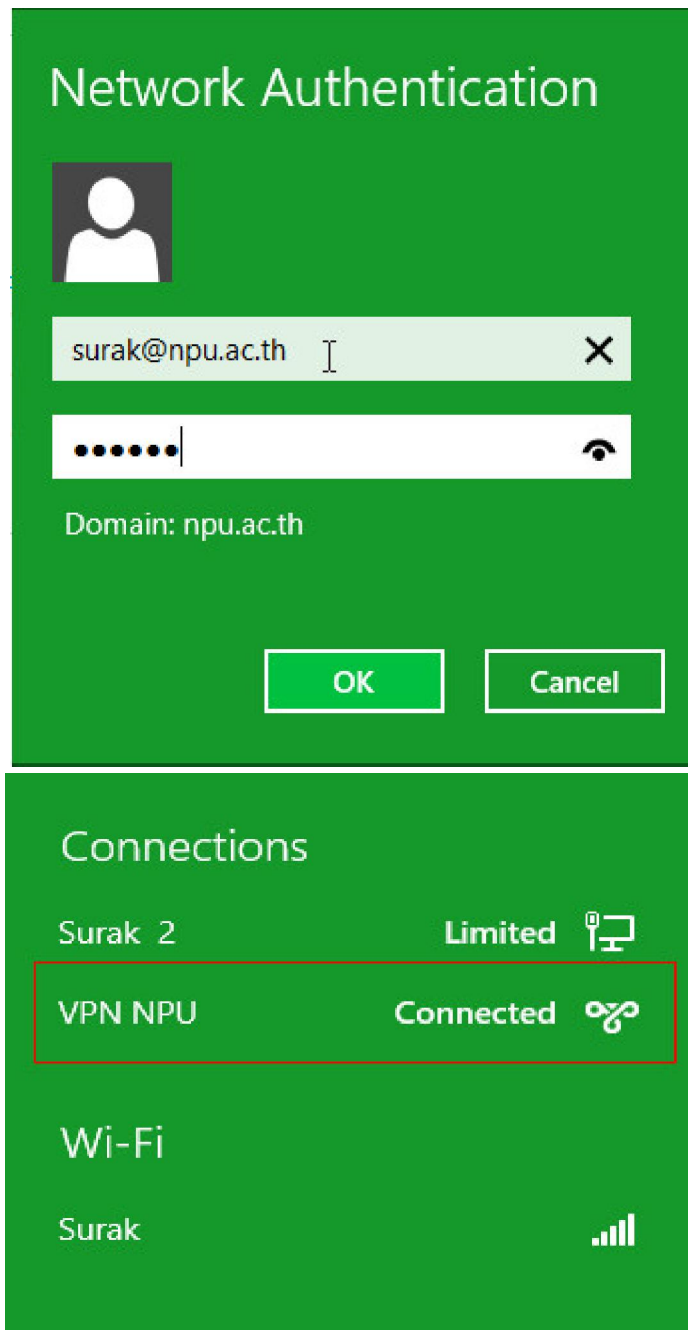 Network Authentication
surak@npu.ac.th
••••••
Domain: npu.ac.th
OK Cancel
Connections
Surak 2 Limited
VPN NPU Connected
Wi-Fi
Surak